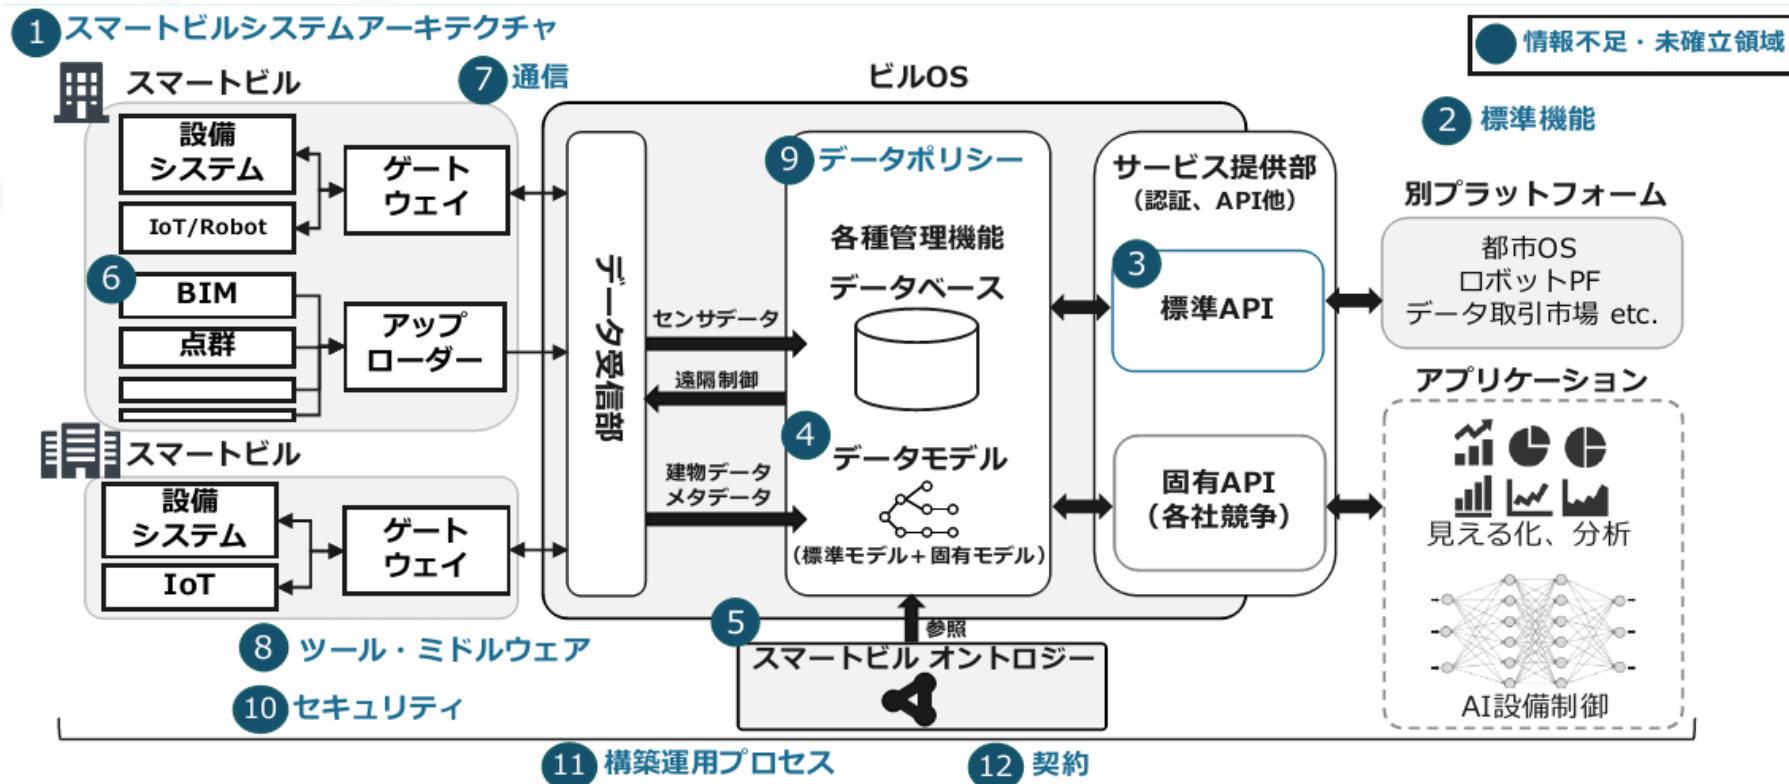 1 スマートビルシステムアーキテクチャ
情報不足・未確立領域
スマートビル
7 通信
ビルOS
2 標準機能
設備
システム
IoT/Robot
ゲート
ウェイ
6
BIM
点群
アップ
ローダー
スマートビル
設備
システム
IoT
ゲート
ウェイ
8 ツール・ミドルウェア
10 セキュリティ
データ受信部
センサデータ
遠隔制御
建物データ
メタデータ
9 データポリシー
各種管理機能
データベース
4
データモデル
(標準モデル+固有モデル)
5
参照
スマートビル オントロジー
サービス提供部
(認証、API他)
3
標準API
固有API
(各社競争)
別プラットフォーム
都市OS
ロボットPF
データ取引市場 etc.
アプリケーション
見える化、分析
AI設備制御
11 構築運用プロセス
12 契約